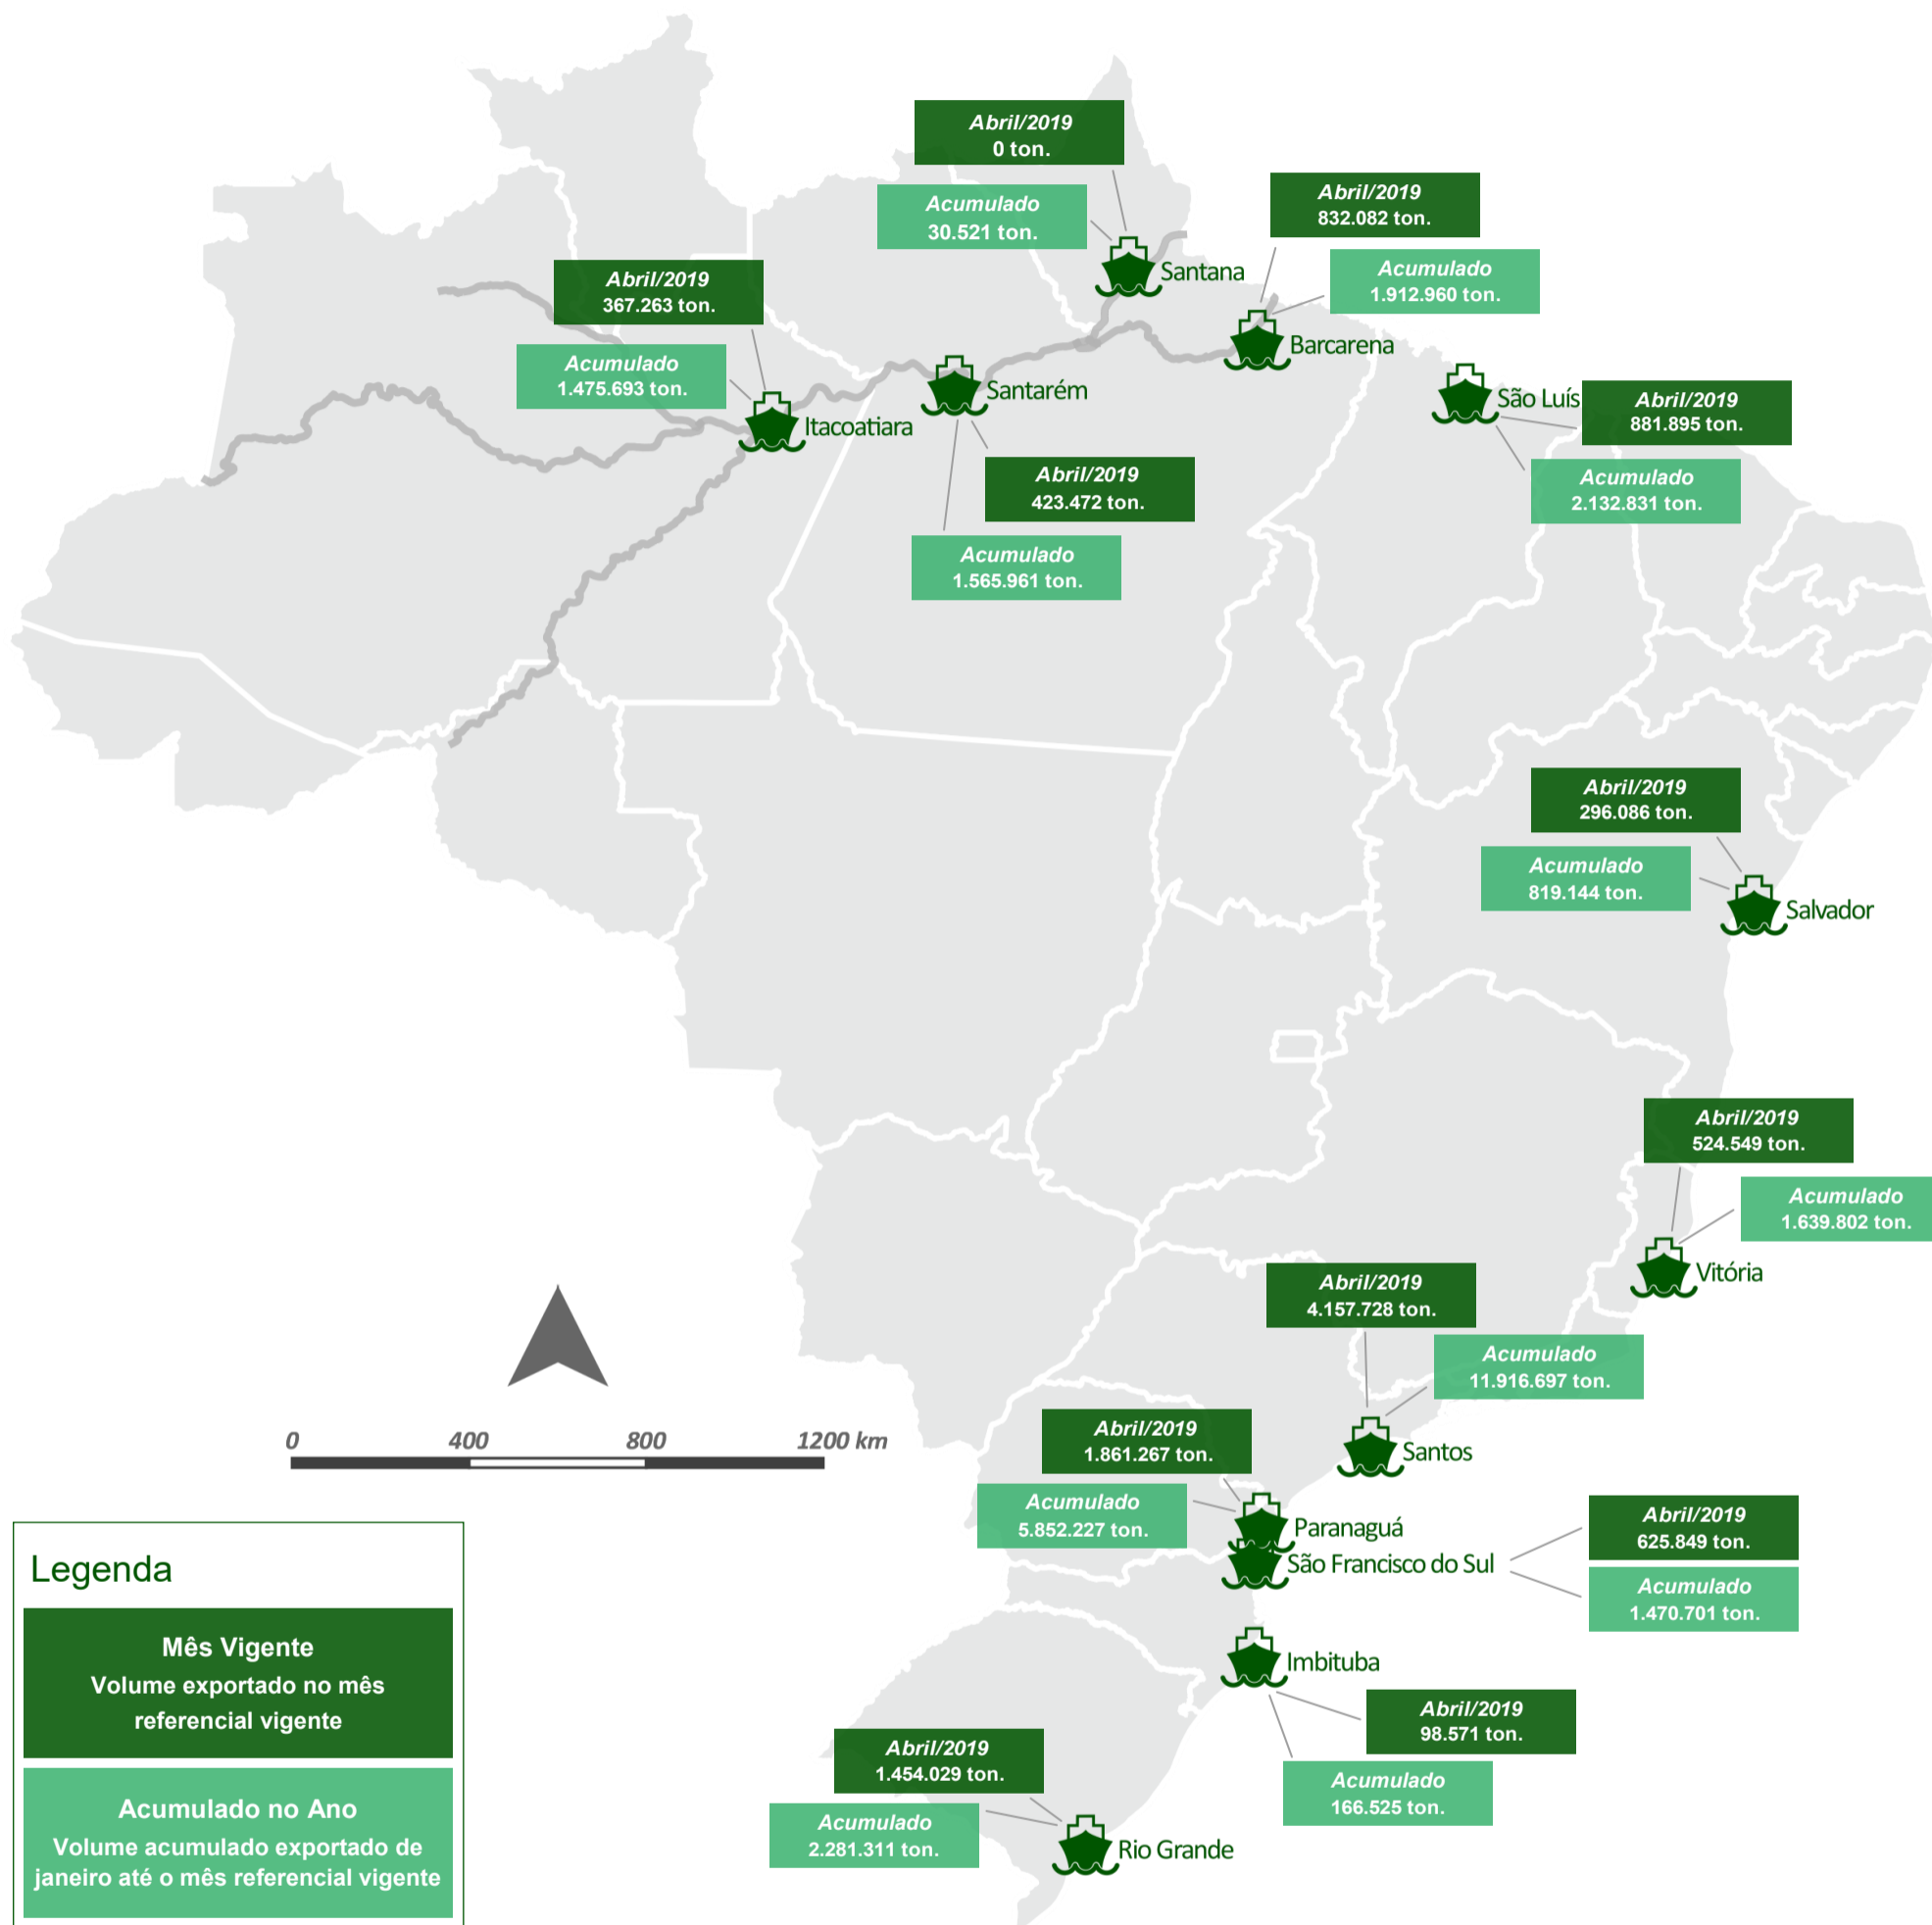 Abril/2019
0 ton.
Acumulado
30.521 ton.
Santana
Abril/2019
832.082 ton.
Acumulado
1.912.960 ton.
Barcarena
Abril/2019
367.263 ton.
Acumulado
1.475.693 ton.
Itacoatiara
Santarém
Abril/2019
423.472 ton.
Acumulado
1.565.961 ton.
São Luís
Abril/2019
881.895 ton.
Acumulado
2.132.831 ton.
Abril/2019
296.086 ton.
Acumulado
819.144 ton.
Salvador
Abril/2019
524.549 ton.
Acumulado
1.639.802 ton.
Vitória
Abril/2019
4.157.728 ton.
Acumulado
11.916.697 ton.
Santos
Abril/2019
1.861.267 ton.
Acumulado
5.852.227 ton.
Paranaguá
São Francisco do Sul
Abril/2019
625.849 ton.
Acumulado
1.470.701 ton.
Imbituba
Abril/2019
98.571 ton.
Acumulado
166.525 ton.
Abril/2019
1.454.029 ton.
Acumulado
2.281.311 ton.
Rio Grande
0 400 800 1200 km
Legenda
Mês Vigente
Volume exportado no mês
referencial vigente
Acumulado no Ano
Volume acumulado exportado de
janeiro até o mês referencial vigente